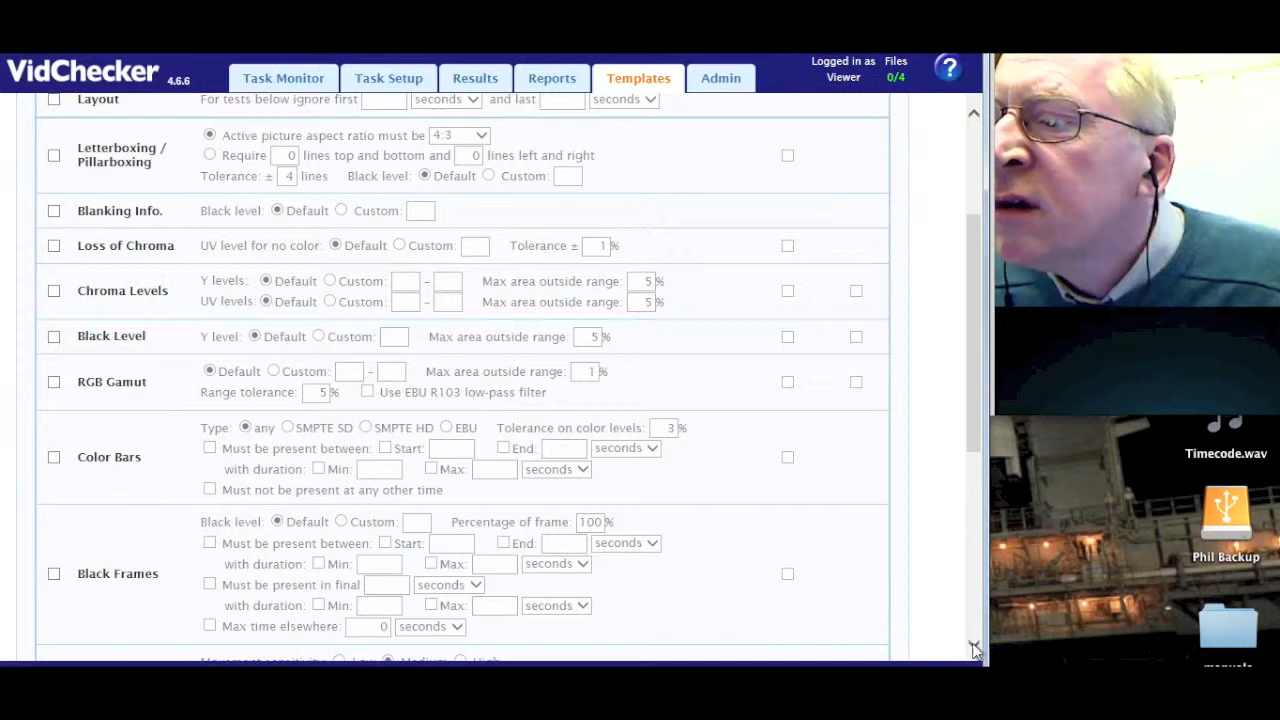 VidChecker 4.6.6
Task Monitor Task Setup Results Reports Templates Admin
Logged in as Viewer
Files 0/4
?
Layout For tests below ignore first seconds and last seconds
Letterboxing / Pillarboxing
Active picture aspect ratio must be 4:3
Require 0 lines top and bottom and 0 lines left and right
Tolerance: ± 4 lines Black level: Default Custom:
Blanking Info. Black level: Default Custom:
Loss of Chroma UV level for no color: Default Custom: Tolerance ± 1 %
Chroma Levels
Y levels: Default Custom: – Max area outside range: 5 %
UV levels: Default Custom: – Max area outside range: 5 %
Black Level Y level: Default Custom: Max area outside range: 5 %
RGB Gamut
Default Custom: – Max area outside range: 1 %
Range tolerance: 5 % Use EBU R103 low-pass filter
Color Bars
Type: any SMPTE SD SMPTE HD EBU Tolerance on color levels: 3 %
Must be present between: Start: End: seconds
with duration: Min: Max: seconds
Must not be present at any other time
Black Frames
Black level: Default Custom: Percentage of frame: 100 %
Must be present between: Start: End: seconds
with duration: Min: Max: seconds
Must be present in final seconds
with duration: Min: Max: seconds
Max time elsewhere: 0 seconds
Movement sensitivity: Low Medium High
Timecode.wav
Phil Backup
manuals